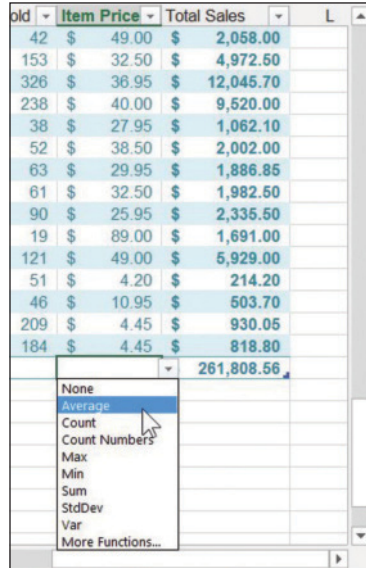 old Item Price Total Sales L
42 $ 49.00 $ 2,058.00
153 $ 32.50 $ 4,972.50
326 $ 36.95 $ 12,045.70
238 $ 40.00 $ 9,520.00
38 $ 27.95 $ 1,062.10
52 $ 38.50 $ 2,002.00
63 $ 29.95 $ 1,886.85
61 $ 32.50 $ 1,982.50
90 $ 25.95 $ 2,335.50
19 $ 89.00 $ 1,691.00
121 $ 49.00 $ 5,929.00
51 $ 4.20 $ 214.20
46 $ 10.95 $ 503.70
209 $ 4.45 $ 930.05
184 $ 4.45 $ 818.80
261,808.56
None
Average
Count
Count Numbers
Max
Min
Sum
StdDev
Var
More Functions...